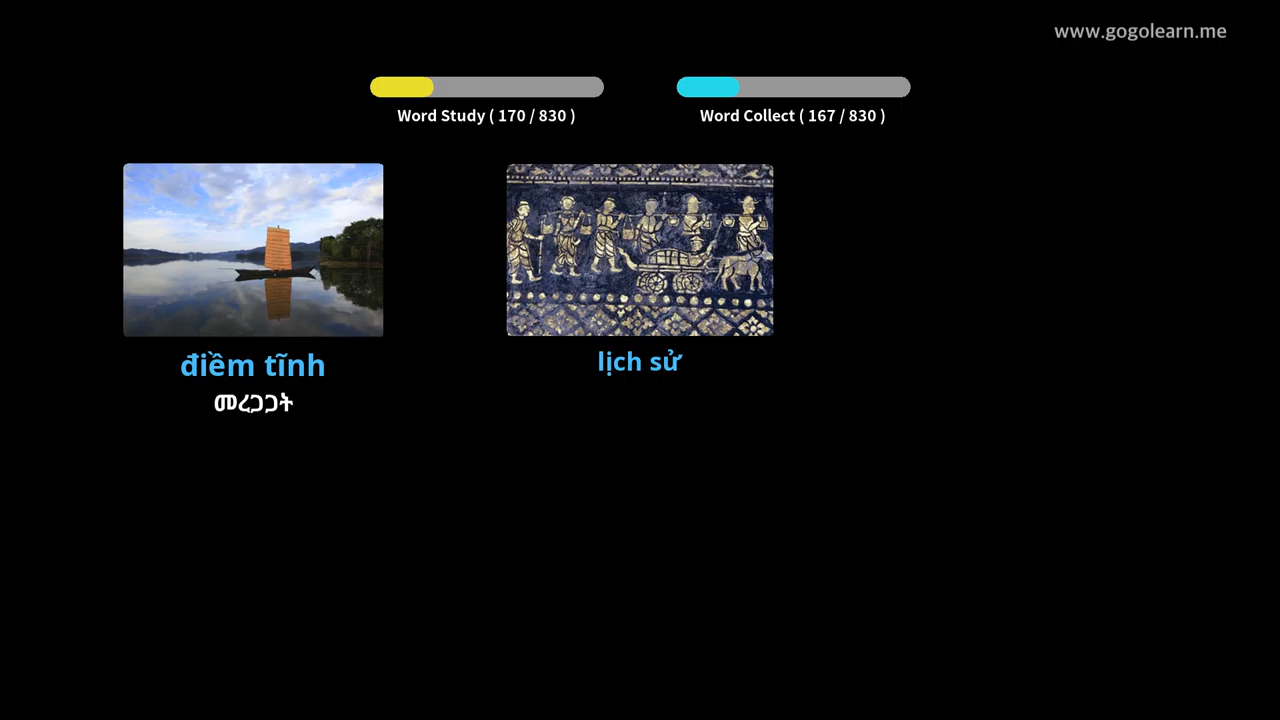 www.gogolearn.me
Word Study ( 170 / 830 )
Word Collect ( 167 / 830 )
điềm tĩnh
መረጋጋት
lịch sử